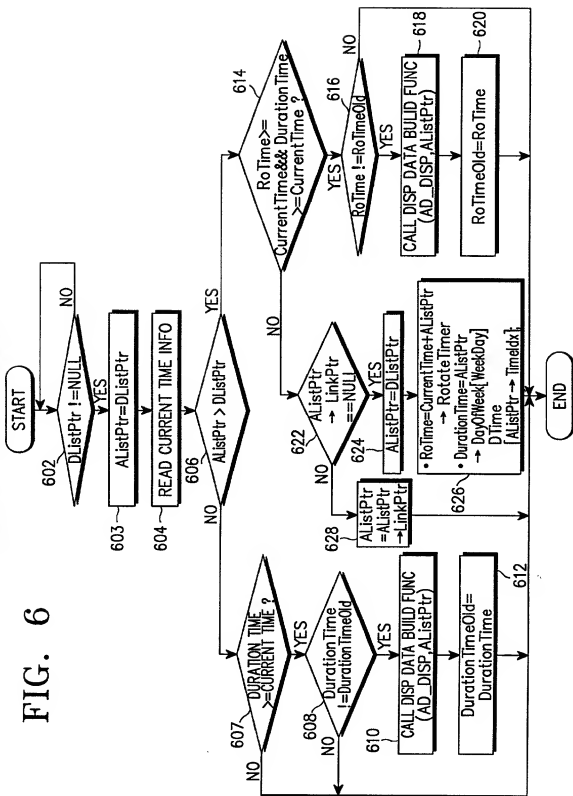 FIG. 6
START
602
DListPtr !=NULL
NO
YES
603
AListPtr=DListPtr
604
READ CURRENT TIME INFO
606
AListPtr > DListPtr
NO
YES
607
DURATION TIME
>=CURRENT TIME ?
NO
YES
608
DurationTime
!=DurationTimeOld
NO
YES
610
CALL DISP DATA BUILD FUNC
(AD_DISP,AListPtr)
612
DurationTimeOld=
DurationTime
614
RoTime>=
CurrentTime&& DurationTime
>=CurrentTime ?
NO
YES
616
RoTime !=RoTimeOld
NO
YES
618
CALL DISP DATA BULID FUNC
(AD_DISP,AListPtr)
620
RoTimeOld=RoTime
622
AListPtr
→ LinkPtr
==NULL
NO
YES
624
AListPtr=DListPtr
626
• RoTime=CurrentTime+AListPtr
→ RotateTimer
• DurationTime=AListPtr
→ DayOfWeek[WeekDay]
DTime
[AListPtr → TimeIdx];
628
AListPtr
=AListPtr
→LinkPtr
END